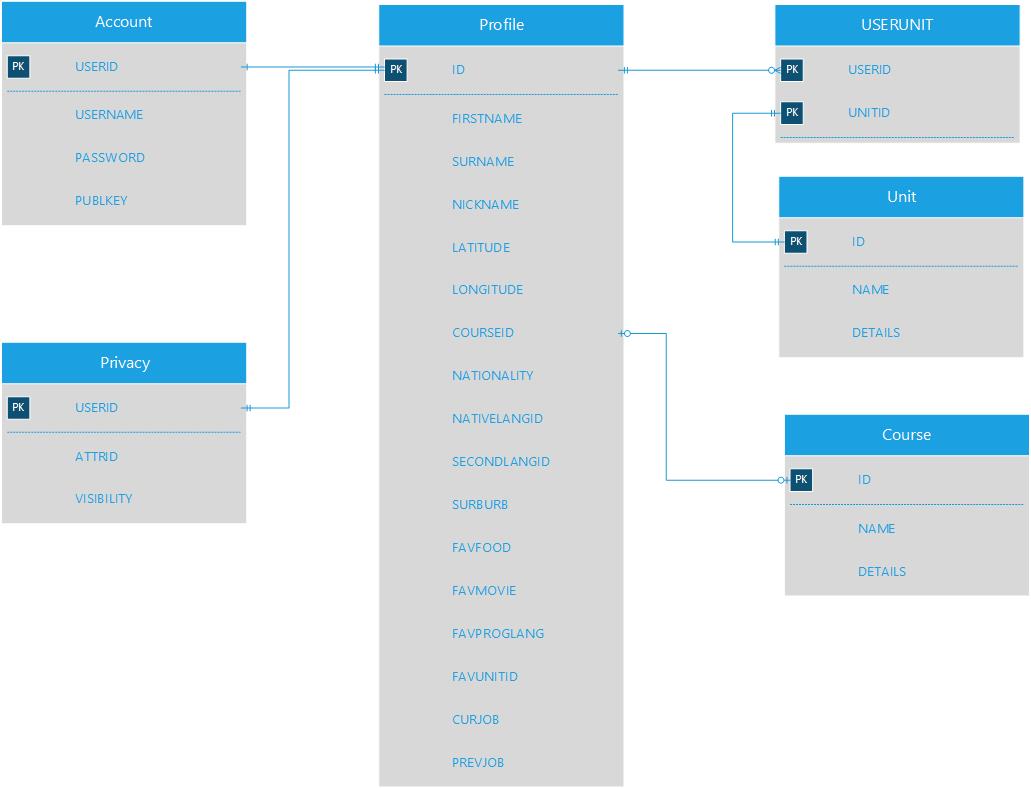 Account
PK USERID
USERNAME
PASSWORD
PUBLKEY
Privacy
PK USERID
ATTRID
VISIBILITY
Profile
PK ID
FIRSTNAME
SURNAME
NICKNAME
LATITUDE
LONGITUDE
COURSEID
NATIONALITY
NATIVELANGID
SECONDLANGID
SURBURB
FAVFOOD
FAVMOVIE
FAVPROGLANG
FAVUNITID
CURJOB
PREVJOB
USERUNIT
PK USERID
PK UNITID
Unit
PK ID
NAME
DETAILS
Course
PK ID
NAME
DETAILS